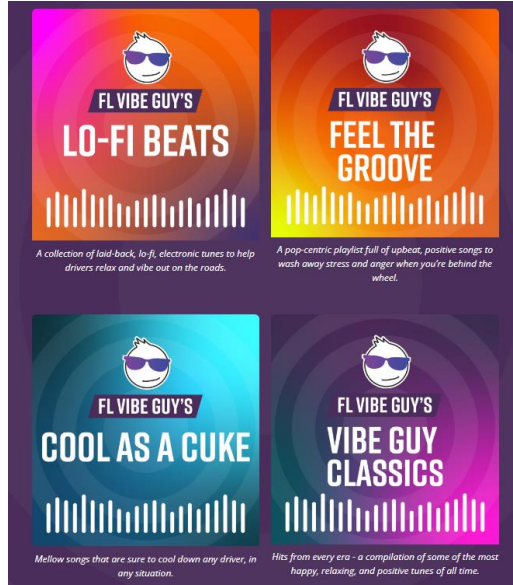 FL VIBE GUY'S
LO-FI BEATS
A collection of laid-back, lo-fi, electronic tunes to help
drivers relax and vibe out on the roads.
FL VIBE GUY'S
FEEL THE
GROOVE
A pop-centric playlist full of upbeat, positive songs to
wash away stress and anger when you're behind the
wheel.
FL VIBE GUY'S
COOL AS A CUKE
Mellow songs that are sure to cool down any driver, in
any situation.
FL VIBE GUY'S
VIBE GUY
CLASSICS
Hits from every era - a compilation of some of the most
happy, relaxing, and positive tunes of all time.